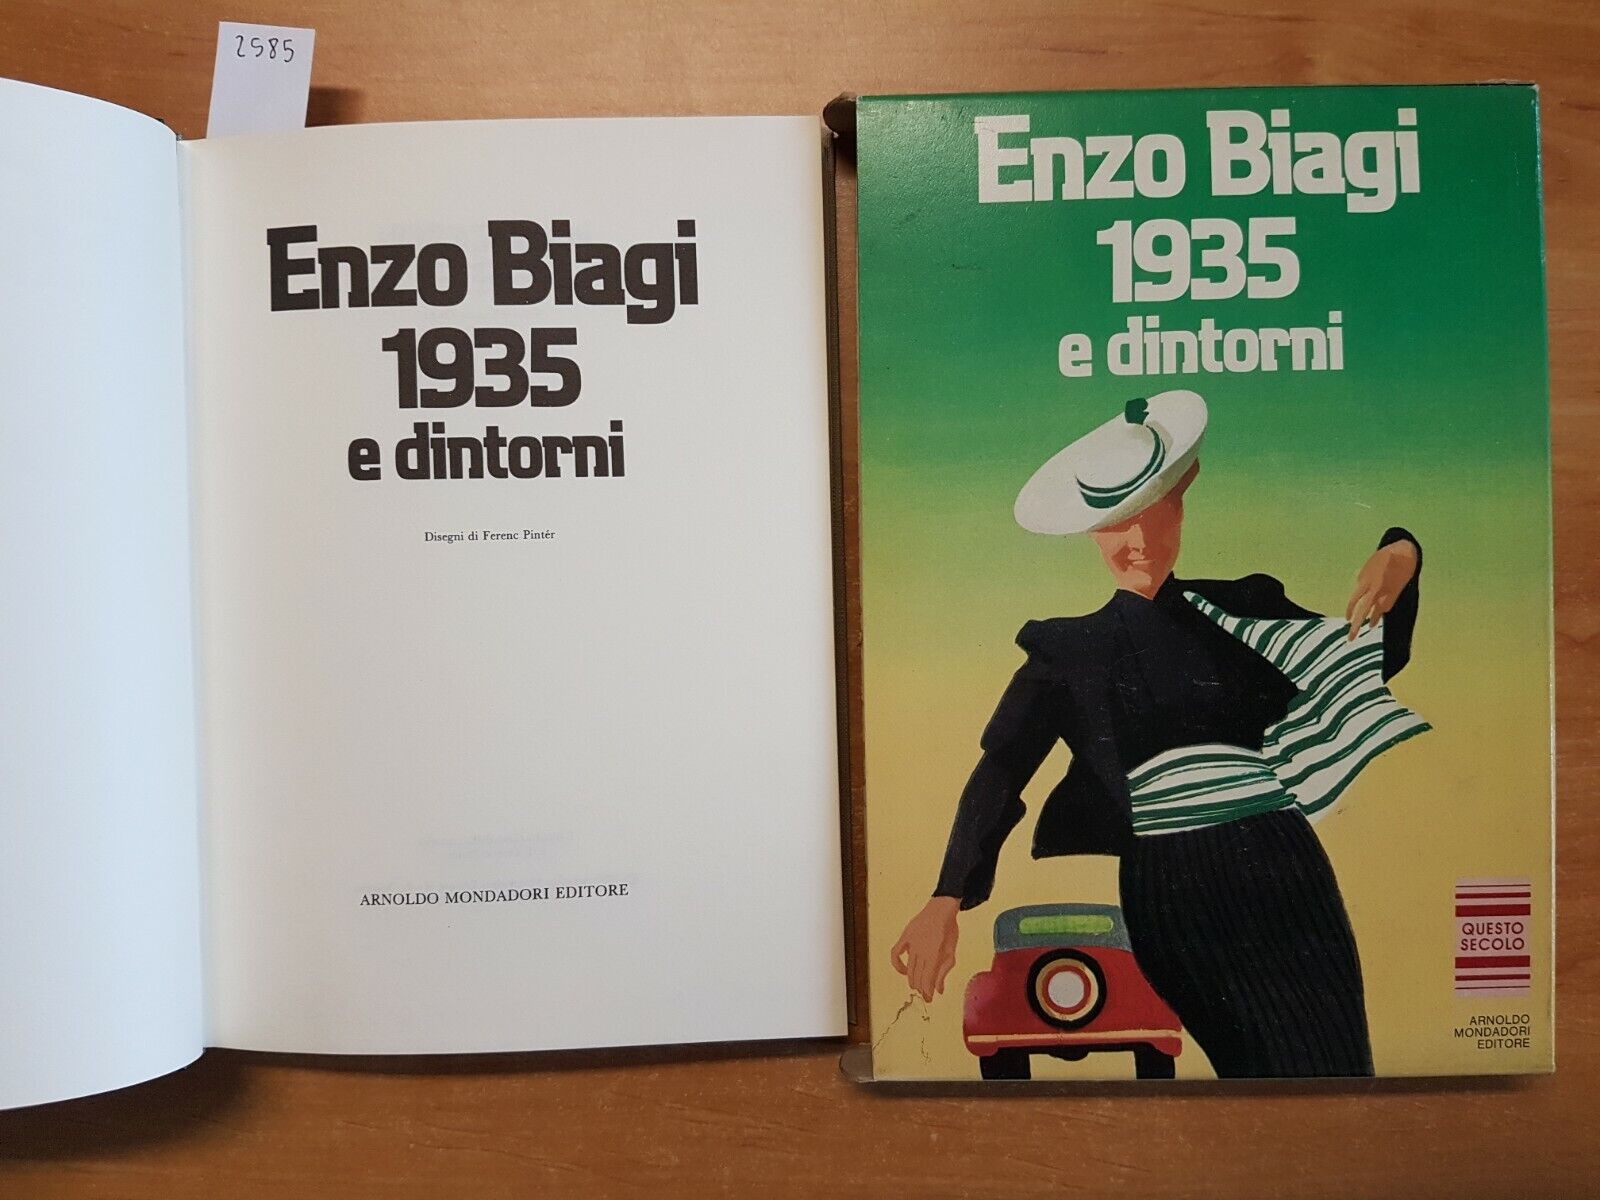 2585
Enzo Biagi
1935
e dintorni
Disegni di Ferenc Pintér
ARNOLDO MONDADORI EDITORE
Enzo Biagi
1935
e dintorni
QUESTO
SECOLO
ARNOLDO
MONDADORI
EDITORE